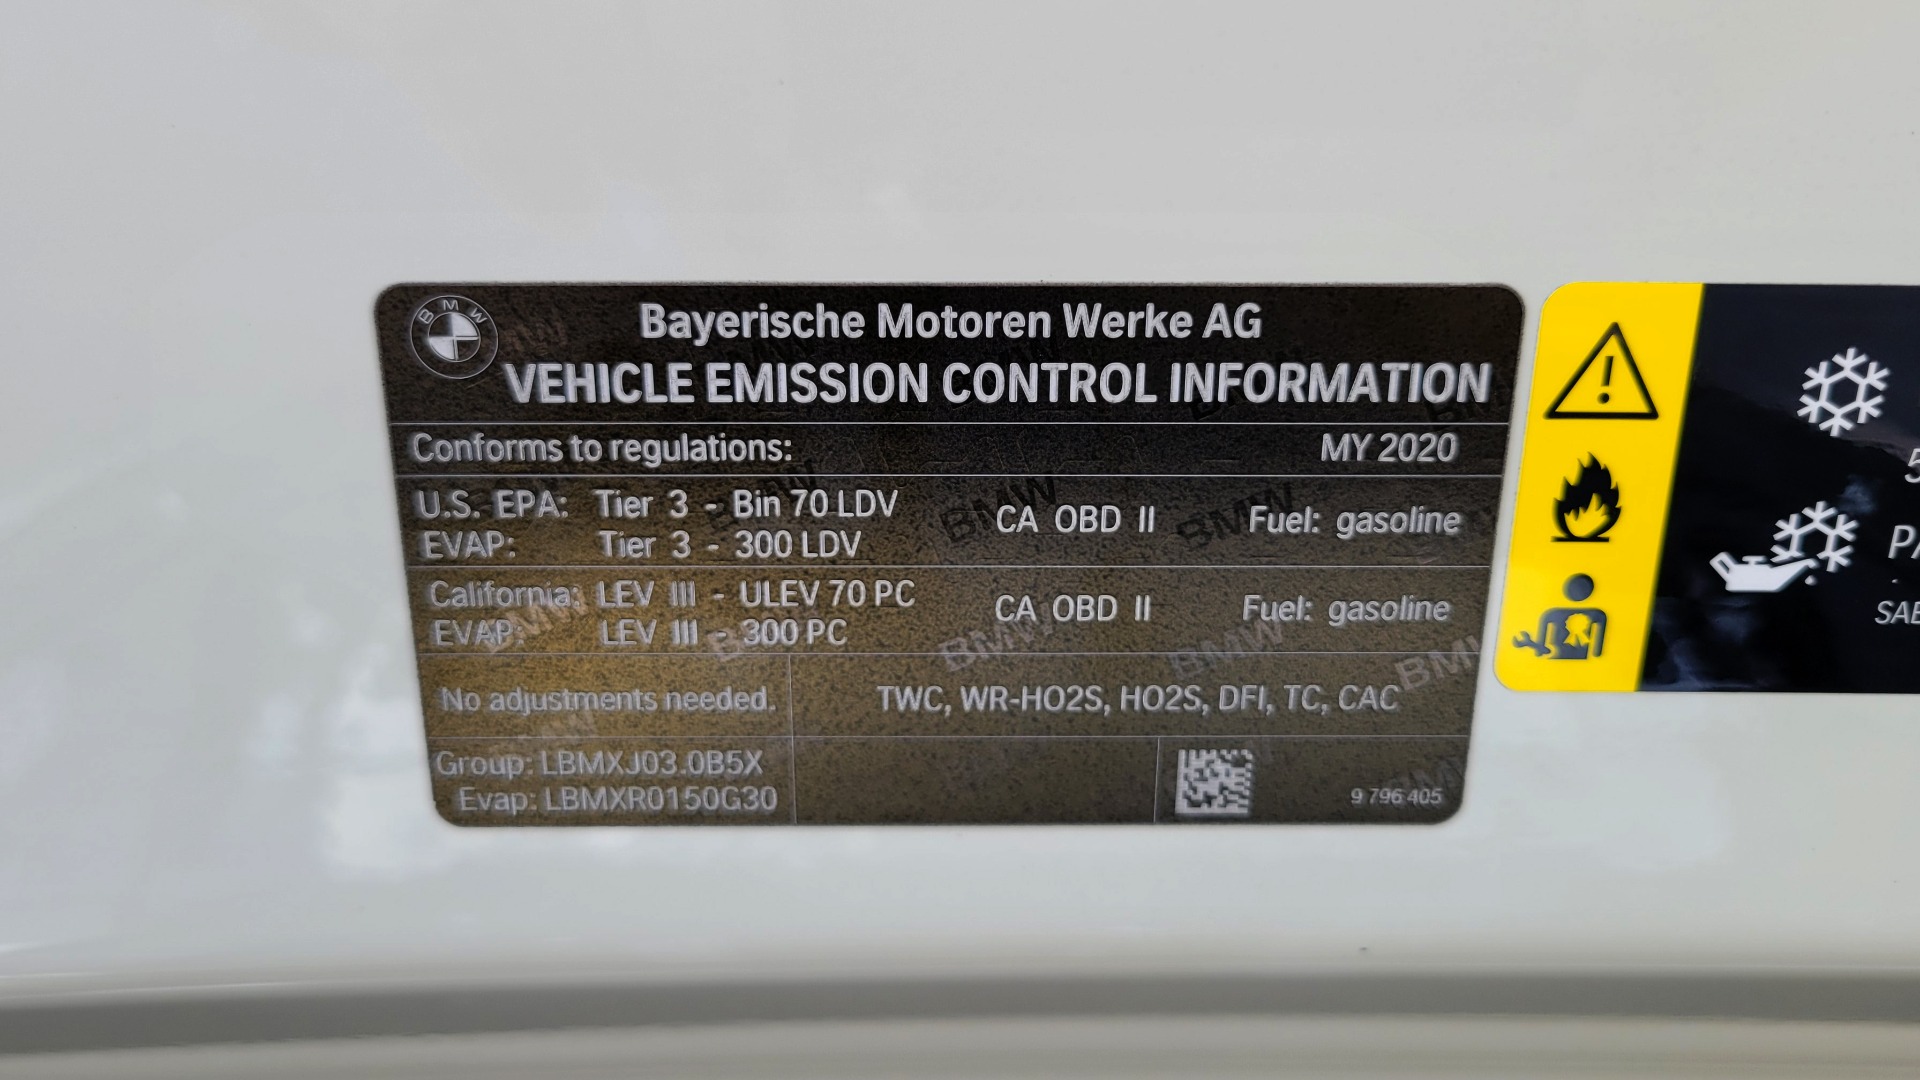 BMW
Bayerische Motoren Werke AG
VEHICLE EMISSION CONTROL INFORMATION
Conforms to regulations: MY 2020
U.S. EPA: Tier 3 - Bin 70 LDV CA OBD II Fuel: gasoline
EVAP: Tier 3 - 300 LDV
California: LEV III - ULEV 70 PC CA OBD II Fuel: gasoline
EVAP: LEV III - 300 PC
No adjustments needed. TWC, WR-HO2S, HO2S, DFI, TC, CAC
Group: LBMXJ03.0B5X
Evap: LBMXR0150G30
9 796 405